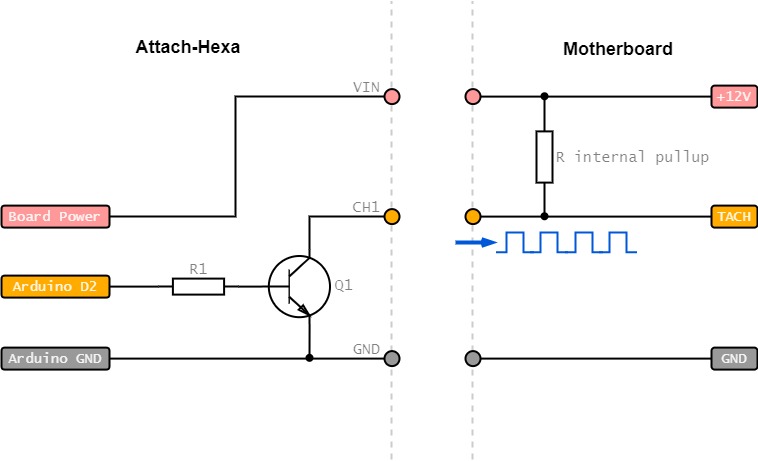 Attach-Hexa
Motherboard
VIN
+12V
R internal pullup
Board Power
CH1
TACH
R1
Arduino D2
Q1
Arduino GND
GND
GND